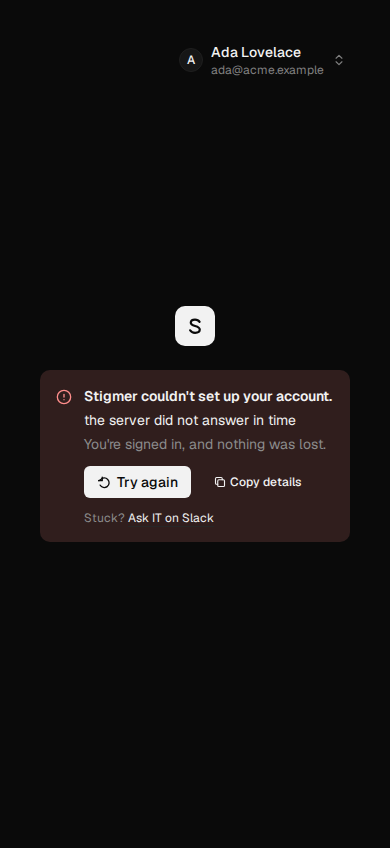 A
Ada Lovelace
ada@acme.example
S
Stigmer couldn't set up your account.
the server did not answer in time
You're signed in, and nothing was lost.
Try again
Copy details
Stuck? Ask IT on Slack